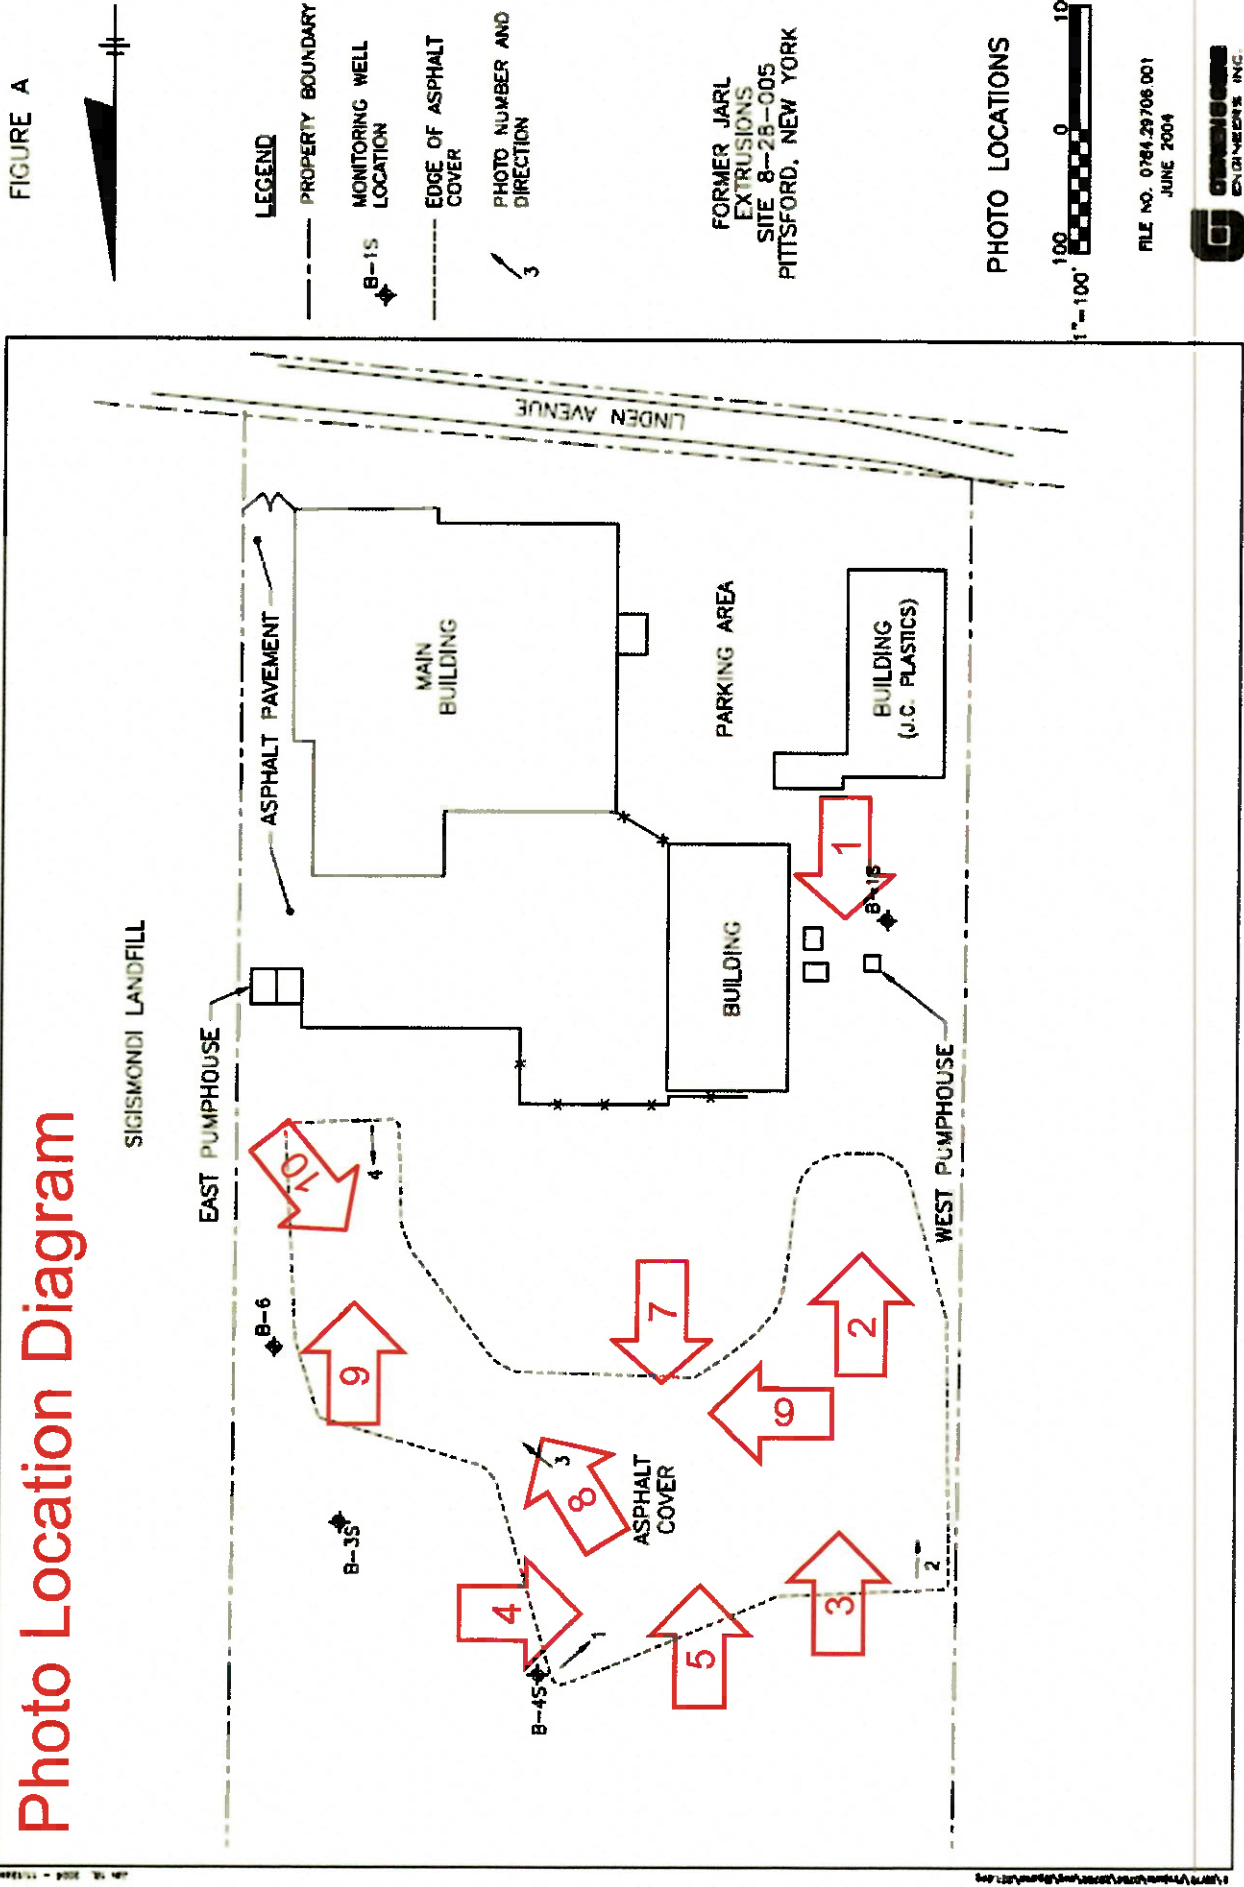 Photo Location Diagram
FIGURE A
LEGEND
PROPERTY BOUNDARY
B-1S
MONITORING WELL
LOCATION
EDGE OF ASPHALT
COVER
3
PHOTO NUMBER AND
DIRECTION
FORMER JARL
EXTRUSIONS
SITE 8-28-005
PITTSFORD, NEW YORK
PHOTO LOCATIONS
100
0
10
1"=100'
FILE NO. 0784.29706.001
JUNE 2004
ENGINEERS INC.
SIGISMONDI LANDFILL
EAST PUMPHOUSE
ASPHALT PAVEMENT
LINDEN AVENUE
MAIN
BUILDING
PARKING AREA
BUILDING
(J.C. PLASTICS)
BUILDING
1
B-1S
WEST PUMPHOUSE
10
4
B-6
9
7
2
6
B-3S
8
3
ASPHALT
COVER
4
B-4S
1
5
3
2